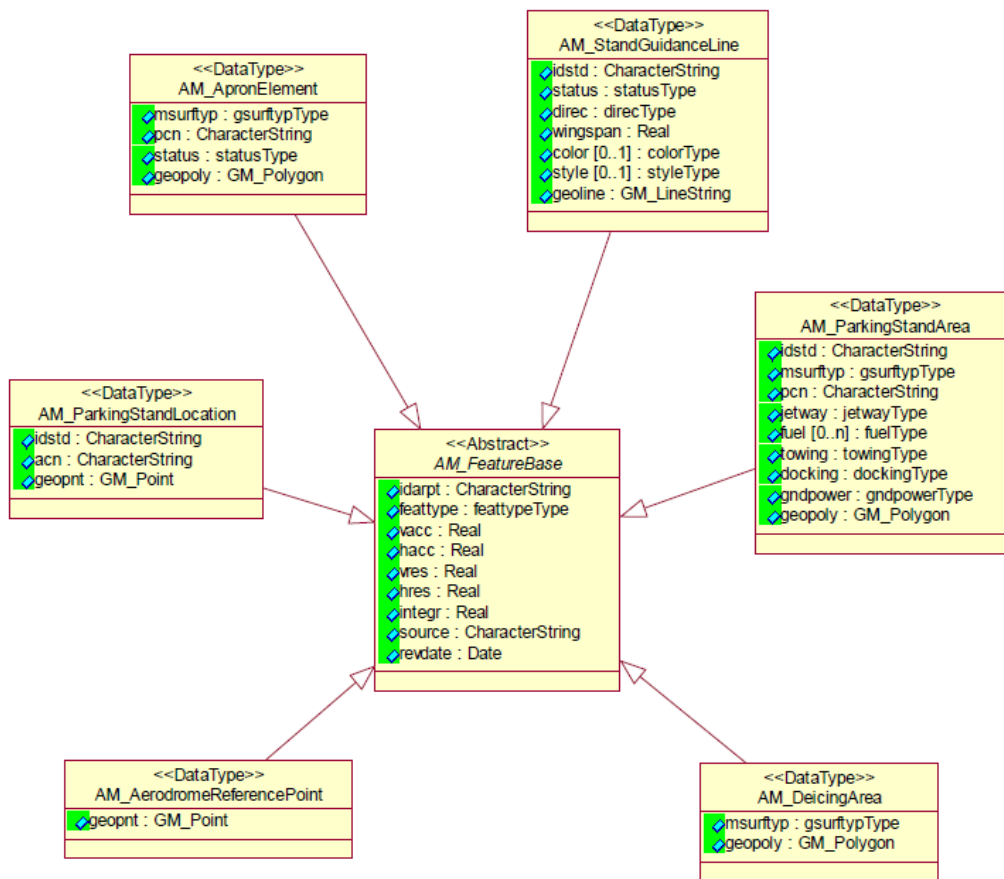 <<DataType>>
AM_ApronElement
msurftyp : gsurftypType
pcn : CharacterString
status : statusType
geopoly : GM_Polygon
<<DataType>>
AM_StandGuidanceLine
idstd : CharacterString
status : statusType
direc : direcType
wingspan : Real
color [0..1] : colorType
style [0..1] : styleType
geoline : GM_LineString
<<DataType>>
AM_ParkingStandArea
idstd : CharacterString
msurftyp : gsurftypType
pcn : CharacterString
jetway : jetwayType
fuel [0..n] : fuelType
towing : towingType
docking : dockingType
gndpower : gndpowerType
geopoly : GM_Polygon
<<DataType>>
AM_ParkingStandLocation
idstd : CharacterString
acn : CharacterString
geopnt : GM_Point
<<Abstract>>
AM_FeatureBase
idarpt : CharacterString
feattype : feattypeType
vacc : Real
hacc : Real
vres : Real
hres : Real
integr : Real
source : CharacterString
revdate : Date
<<DataType>>
AM_AerodromeReferencePoint
geopnt : GM_Point
<<DataType>>
AM_DeicingArea
msurftyp : gsurftypType
geopoly : GM_Polygon